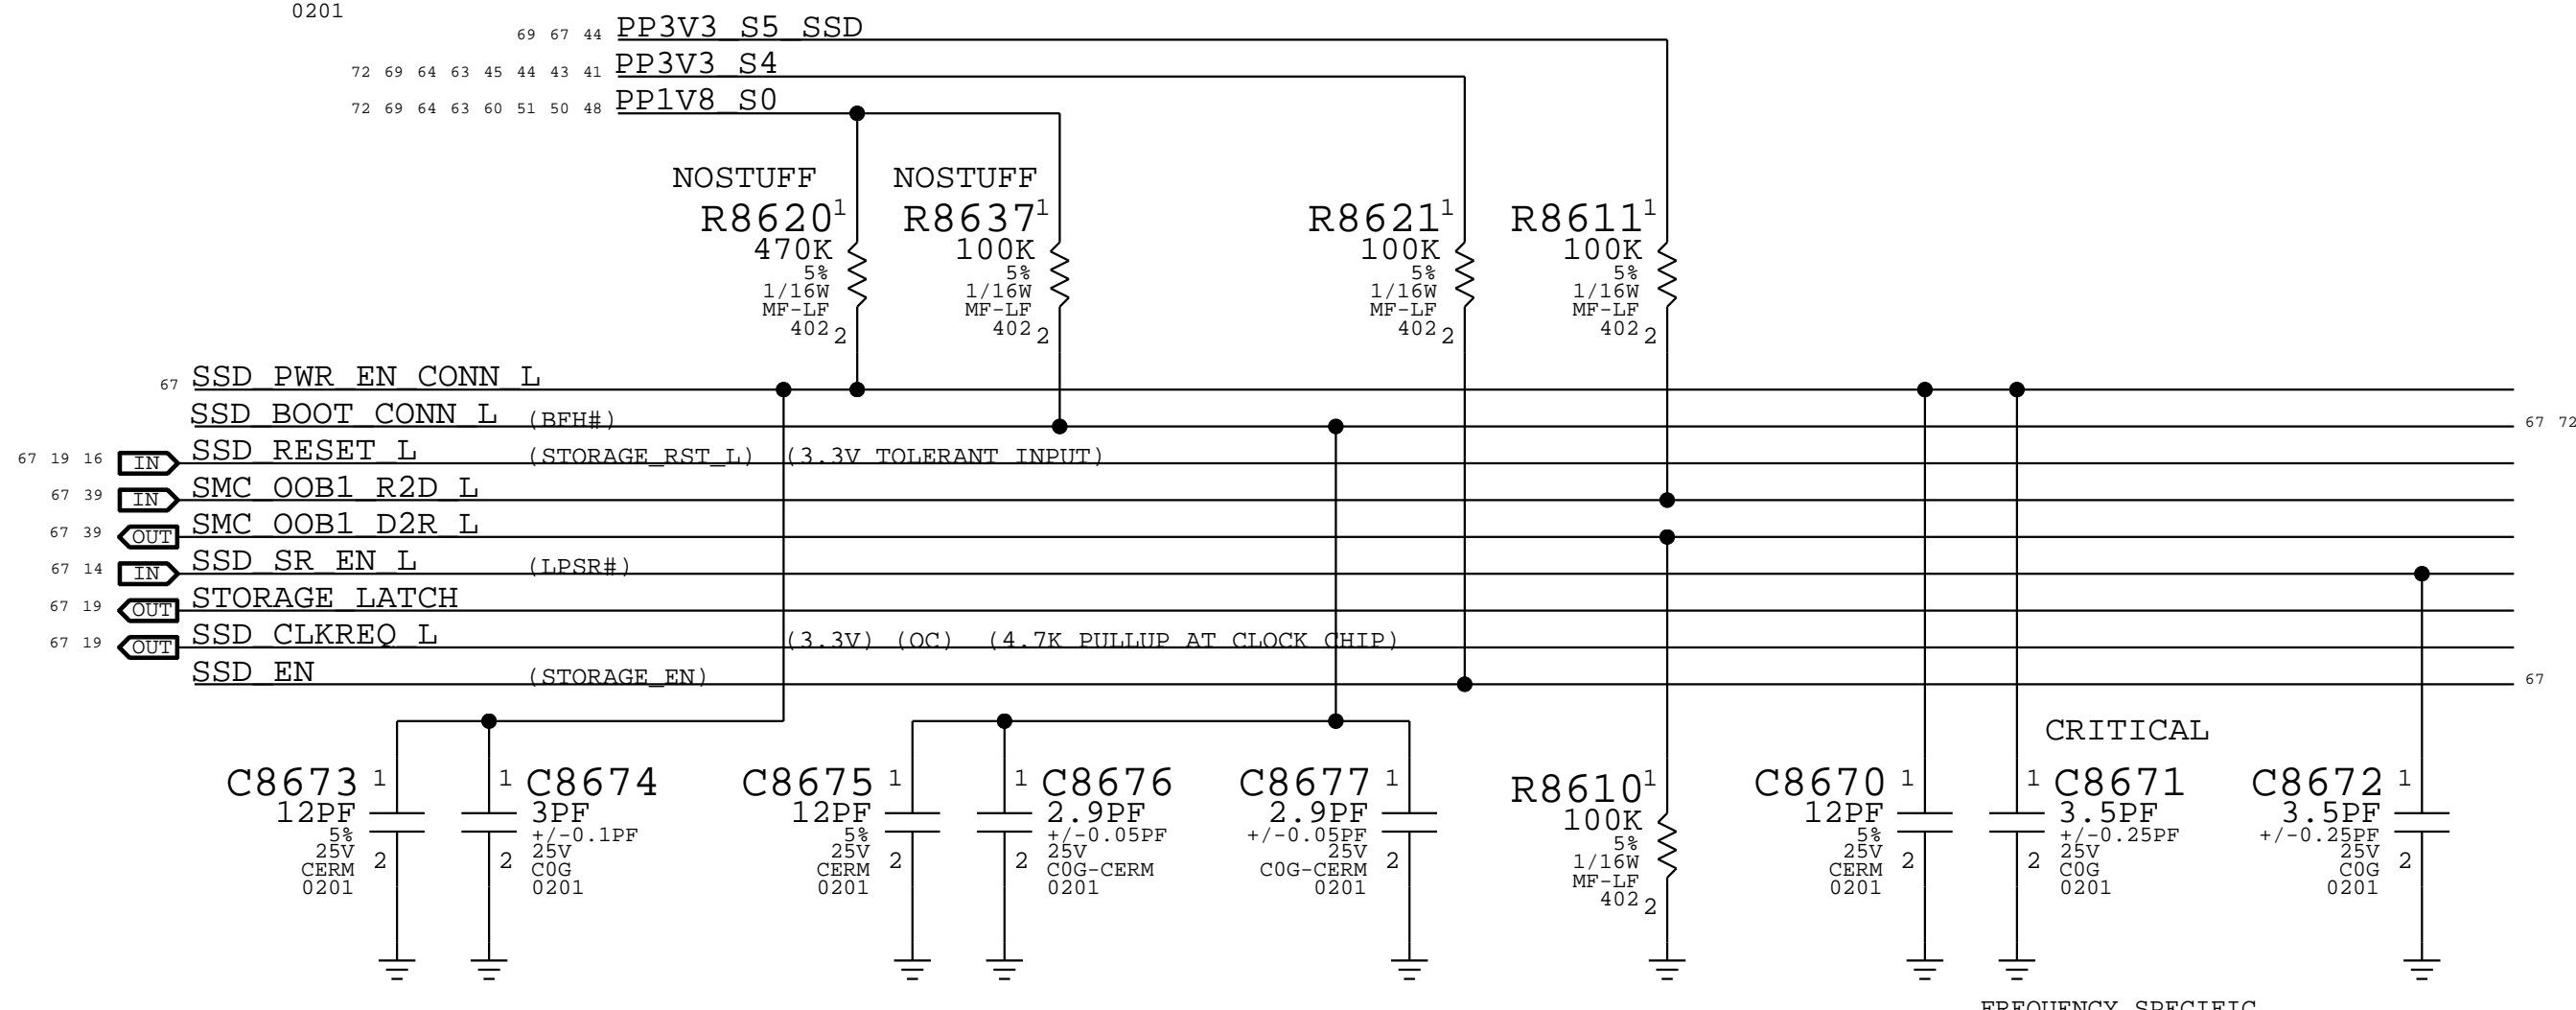 0201
69 67 44 PP3V3_S5_SSD
72 69 64 63 45 44 43 41 PP3V3_S4
72 69 64 63 60 51 50 48 PP1V8_S0
NOSTUFF
R8620 1
470K
5%
1/16W
MF-LF
402 2
NOSTUFF
R8637 1
100K
5%
1/16W
MF-LF
402 2
R8621 1
100K
5%
1/16W
MF-LF
402 2
R8611 1
100K
5%
1/16W
MF-LF
402 2
67 SSD_PWR_EN_CONN_L
SSD_BOOT_CONN_L (BFH#) 67 72
67 19 16 IN SSD_RESET_L (STORAGE_RST_L) (3.3V TOLERANT INPUT)
67 39 IN SMC_OOB1_R2D_L
67 39 OUT SMC_OOB1_D2R_L
67 14 IN SSD_SR_EN_L (LPSR#)
67 19 OUT STORAGE_LATCH
67 19 OUT SSD_CLKREQ_L (3.3V) (OC) (4.7K PULLUP AT CLOCK CHIP)
SSD_EN (STORAGE_EN) 67
C8673 1
12PF
5%
25V
CERM 2
0201
1 C8674
3PF
+/-0.1PF
25V
2 C0G
0201
C8675 1
12PF
5%
25V
CERM 2
0201
1 C8676
2.9PF
+/-0.05PF
25V
2 C0G-CERM
0201
C8677 1
2.9PF
+/-0.05PF
25V
C0G-CERM 2
0201
R8610 1
100K
5%
1/16W
MF-LF
402 2
C8670 1
12PF
5%
25V
CERM 2
0201
CRITICAL
1 C8671
3.5PF
+/-0.25PF
25V
2 C0G
0201
C8672 1
3.5PF
+/-0.25PF
25V
C0G 2
0201
FREQUENCY SPECIFIC